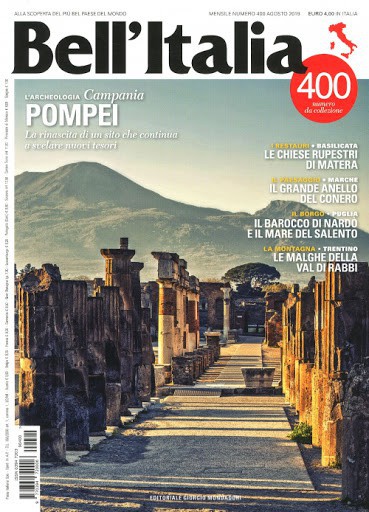 ALLA SCOPERTA DEL PIÙ BEL PAESE DEL MONDO
MENSILE NUMERO 400 AGOSTO 2019
EURO 4,00 IN ITALIA
Bell'Italia
400
numero
da collezione
L'ARCHEOLOGIA Campania
POMPEI
La rinascita di un sito che continua
a svelare nuovi tesori
I RESTAURI • BASILICATA
LE CHIESE RUPESTRI
DI MATERA
IL PAESAGGIO • MARCHE
IL GRANDE ANELLO
DEL CONERO
IL BORGO • PUGLIA
IL BAROCCO DI NARDÒ
E IL MARE DEL SALENTO
LA MONTAGNA • TRENTINO
LE MALGHE DELLA
VAL DI RABBI
EDITORIALE GIORGIO MONDADORI